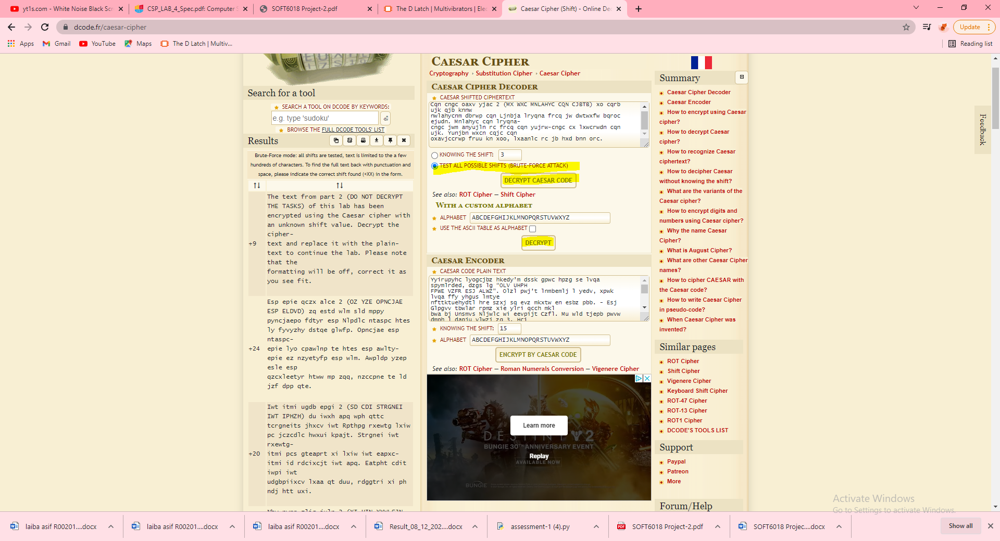 yt1s.com - White Noise Black Scr
CSP_LAB_4_Spec.pdf: Computer S
SOFT6018 Project-2.pdf
The D Latch | Multivibrators | Elec
Caesar Cipher (Shift) - Online De
dcode.fr/caesar-cipher
Update
Apps
Gmail
YouTube
Maps
The D Latch | Multiv...
Reading list
Search for a tool
SEARCH A TOOL ON DCODE BY KEYWORDS:
e.g. type 'sudoku'
BROWSE THE FULL DCODE TOOLS' LIST
Results
Brute-Force mode: all shifts are tested, text is limited to the a few
hundreds of characters. To find the full text back with punctuation and
space, please indicate the correct shift found (+XX) in the form.
The text from part 2 (DO NOT DECRYPT
THE TASKS) of this lab has been
encrypted using the Caesar cipher with
an unknown shift value. Decrypt the
cipher-
+9 text and replace it with the plain-
text to continue the lab. Please note
that the
formatting will be off, correct it as
you see fit.
Esp epie qczx alce 2 (OZ YZE OPNCJAE
ESP ELDVD) zq estd wlm sld mppy
pyncjaepo fdtyr esp Nlpdlc ntaspc htes
ly fyvyzhy dstqe glwfp. Opncjae esp
ntaspc-
+24 epie lyo cpawlnp te htes esp awlty-
epie ez nzyetyfp esp wlm. Awpldp yzep
esle esp
qzcxleetyr htww mp zqq, nzccpne te ld
jzf dpp qte.
Iwt itmi ugdb epgi 2 (SD CDI STRGNEI
IWT IPHZH) du iwxh apq wph qttc
tcrgneits jhxcv iwt Rpthpg rxewtg lxiw
pc jczcdlc hwxui kpajt. Strgnei iwt
rxewtg-
+20 itmi pcs gteaprt xi lxiw iwt eapxc-
itmi id rdcixcjt iwt apq. Eatpht cdit
iwpi iwt
udgbpiixcv lxaa qt duu, rdggtri xi ph
ndj htt uxi.
CAESAR CIPHER
Cryptography › Substitution Cipher › Caesar Cipher
CAESAR CIPHER DECODER
CAESAR SHIFTED CIPHERTEXT
Cqn cngc oaxv yjac 2 (MX WXC MNLAHYC CQN CJBTB) xo cqrb
ujk qjb knnw
nwlahycnm dbrwp cqn Ljnbja lryqna frcq jw dwtwxfw bqroc
ejudn. Mnlahyc cqn lryqna-
cngc jwm anyujln rc frcq cqn yujrw-cngc cx lxwcrwdn cqn
ujk. Yunjbn wxcn cqjc cqn
oxavjccrwp fruu kn xoo, lxaanlc rc jb hxd bnn orc.
KNOWING THE SHIFT: 3
TEST ALL POSSIBLE SHIFTS (BRUTE-FORCE ATTACK)
DECRYPT CAESAR CODE
See also: ROT Cipher — Shift Cipher
WITH A CUSTOM ALPHABET
ALPHABET ABCDEFGHIJKLMNOPQRSTUVWXYZ
USE THE ASCII TABLE AS ALPHABET
DECRYPT
CAESAR ENCODER
CAESAR CODE PLAIN TEXT
Yyirupyhc lyogcjbz hkedy'm dssk gpwc hpzg se lvqa
spymlrded, dzgs lg “OLV UHPH
FPWE VZFR ESJ ALWZ”. Olzl pwj't lnmbemlj l yedv, xpwk
lvqa ffy yhgus lmtye
nfttktuehydtl hre szxj sq evz mkxtw en esbz pbb. - Esj
Glpgvv tbwlar rpmz xie ylri qcch mkl
bwa bj Unsmvs Nljwlc wi eevpijt Czfl. Mu wld tjepb pwvw
KNOWING THE SHIFT: 15
ALPHABET ABCDEFGHIJKLMNOPQRSTUVWXYZ
ENCRYPT BY CAESAR CODE
See also: ROT Cipher — Roman Numerals Conversion — Vigenere Cipher
Learn more
DESTINY 2
BUNGIE 30TH ANNIVERSARY EVENT
Replay
AVAILABLE NOW
BUNGIE
Summary
Caesar Cipher Decoder
Caesar Encoder
How to encrypt using Caesar
cipher?
How to decrypt Caesar
cipher?
How to recognize Caesar
ciphertext?
How to decipher Caesar
without knowing the shift?
What are the variants of the
Caesar cipher?
How to encrypt digits and
numbers using Caesar cipher?
Why the name Caesar
Cipher?
What is August Cipher?
What are other Caesar Cipher
names?
How to cipher CAESAR with
the Caesar code?
How to write Caesar Cipher
in pseudo-code?
When Caesar Cipher was
invented?
Similar pages
ROT Cipher
Shift Cipher
Vigenere Cipher
Keyboard Shift Cipher
ROT-47 Cipher
ROT-13 Cipher
ROT1 Cipher
DCODE'S TOOLS LIST
Support
Paypal
Patreon
More
Forum/Help
Feedback
Activate Windows
Go to Settings to activate Windows.
laiba asif R00201....docx
laiba asif R00201....docx
laiba asif R00201....docx
Result_08_12_202....docx
assessment-1 (4).py
SOFT6018 Project-2.pdf
SOFT6018 Projec....docx
Show all